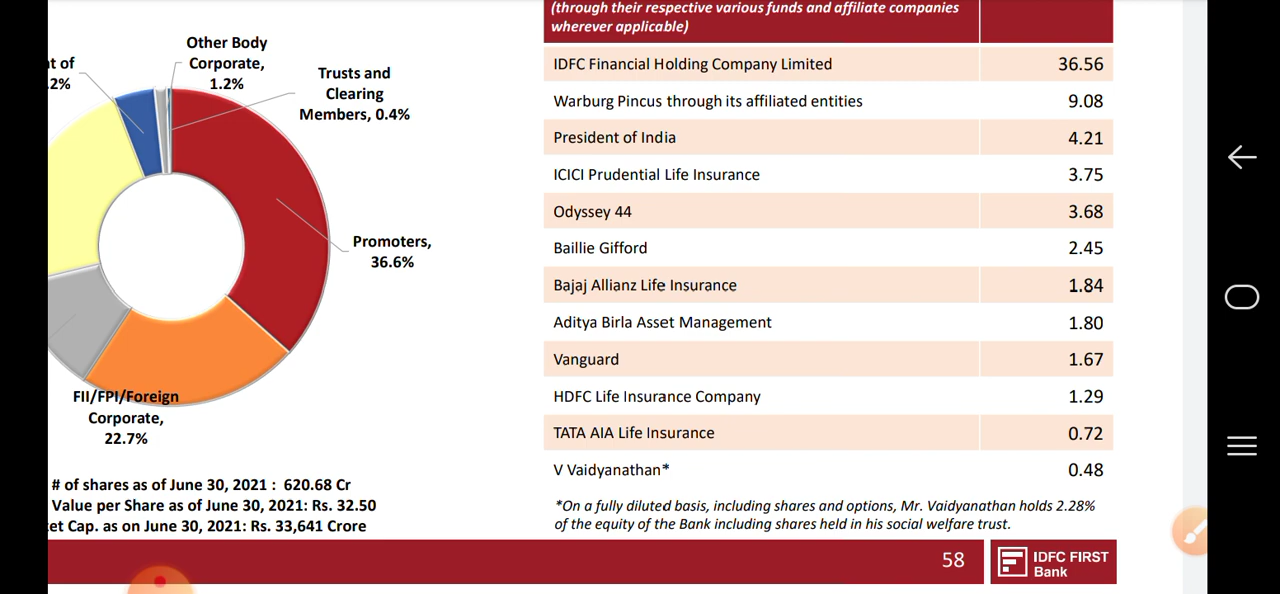 (through their respective various funds and affiliate companies
wherever applicable)
Other Body
Corporate,
1.2%
t of
.2%
Trusts and
Clearing
Members, 0.4%
Promoters,
36.6%
FII/FPI/Foreign
Corporate,
22.7%
# of shares as of June 30, 2021 : 620.68 Cr
Value per Share as of June 30, 2021: Rs. 32.50
et Cap. as on June 30, 2021: Rs. 33,641 Crore
IDFC Financial Holding Company Limited 36.56
Warburg Pincus through its affiliated entities 9.08
President of India 4.21
ICICI Prudential Life Insurance 3.75
Odyssey 44 3.68
Baillie Gifford 2.45
Bajaj Allianz Life Insurance 1.84
Aditya Birla Asset Management 1.80
Vanguard 1.67
HDFC Life Insurance Company 1.29
TATA AIA Life Insurance 0.72
V Vaidyanathan* 0.48
*On a fully diluted basis, including shares and options, Mr. Vaidyanathan holds 2.28%
of the equity of the Bank including shares held in his social welfare trust.
58
IDFC FIRST
Bank